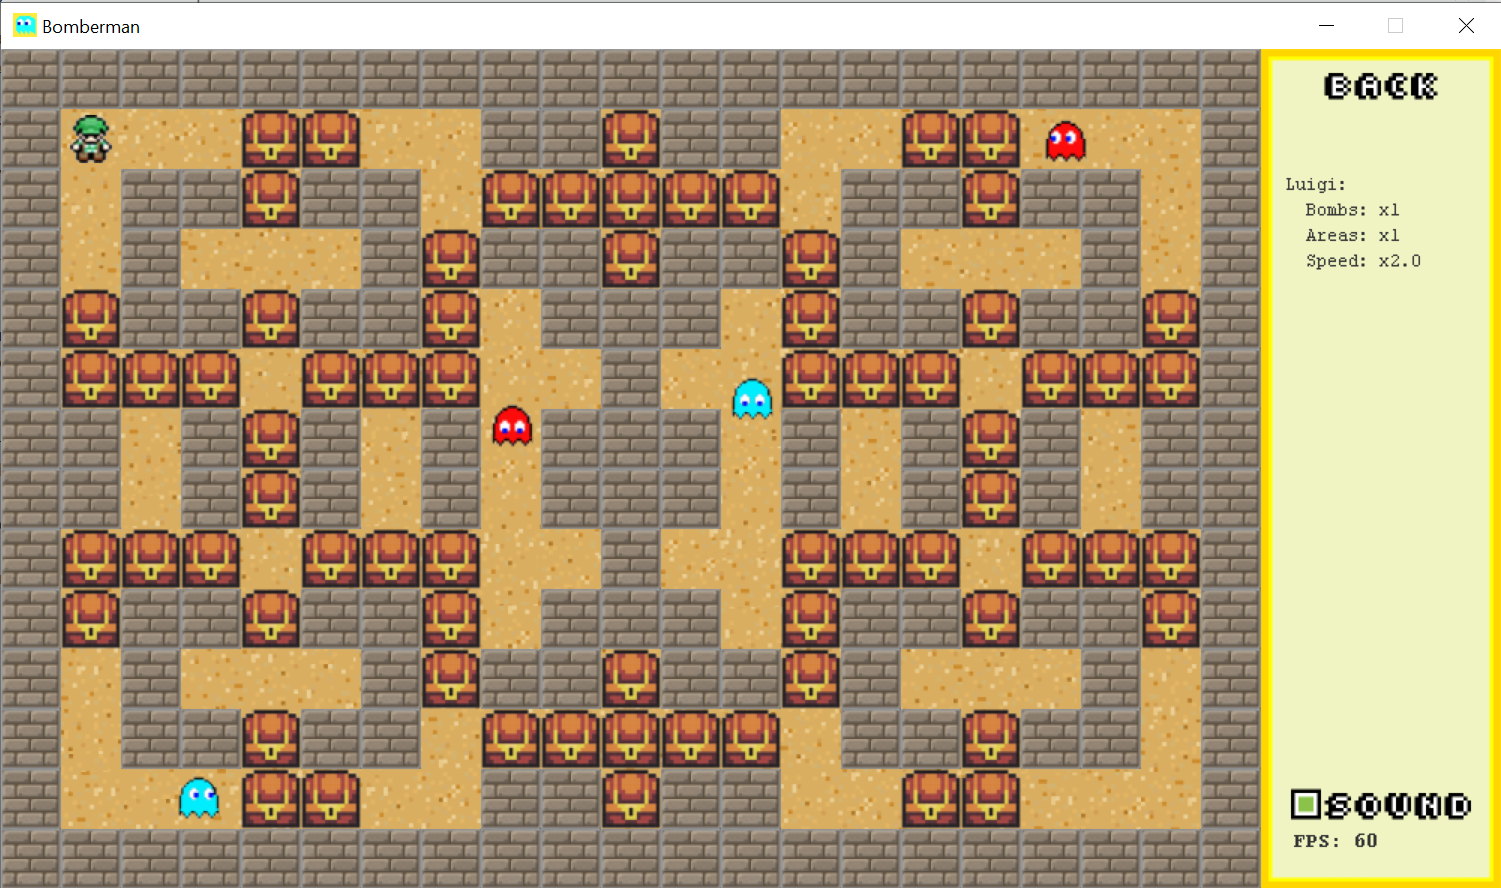 Bomberman
BACK
Luigi:
Bombs: x1
Areas: x1
Speed: x2.0
SOUND
FPS: 60